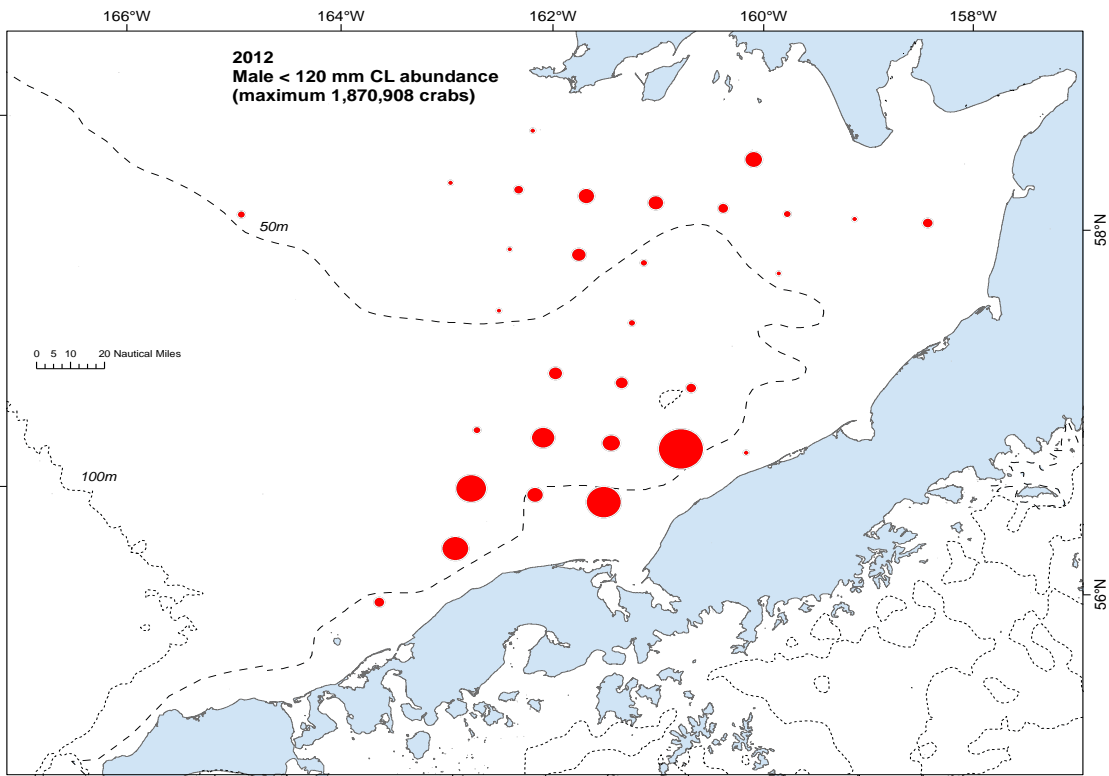 166°W 164°W 162°W 160°W 158°W
2012
Male < 120 mm CL abundance
(maximum 1,870,908 crabs)
50m
58°N
0 5 10 20 Nautical Miles
100m
56°N